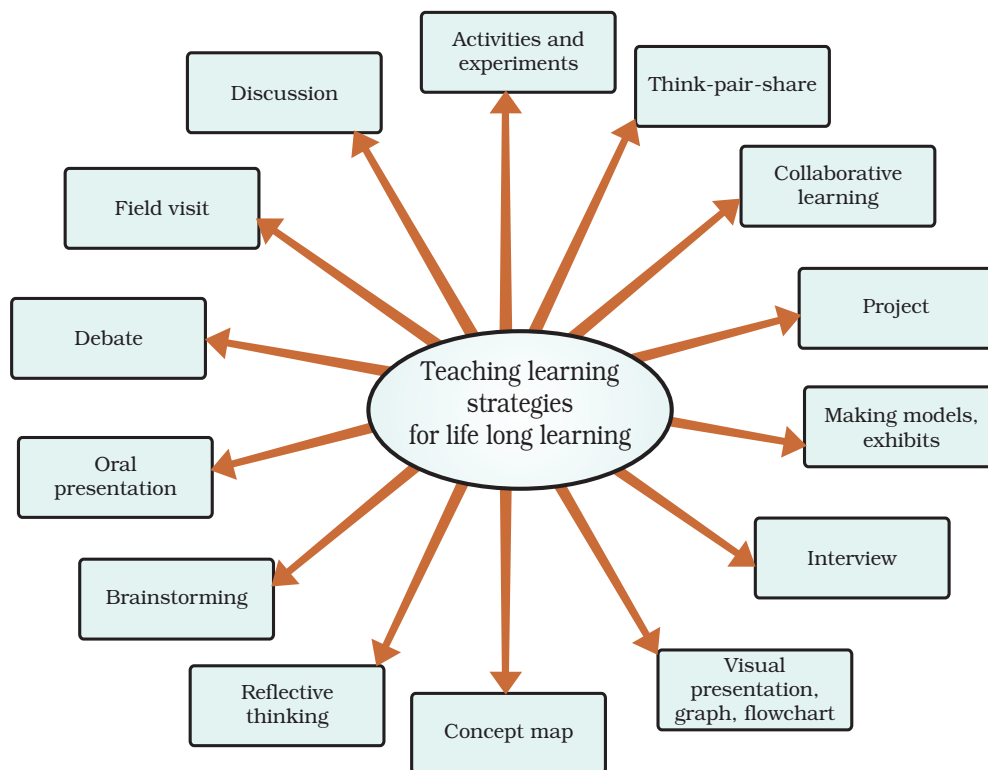 Activities and
experiments
Think-pair-share
Collaborative
learning
Project
Making models,
exhibits
Interview
Visual
presentation,
graph, flowchart
Concept map
Reflective
thinking
Brainstorming
Oral
presentation
Debate
Field visit
Discussion
Teaching learning
strategies
for life long learning